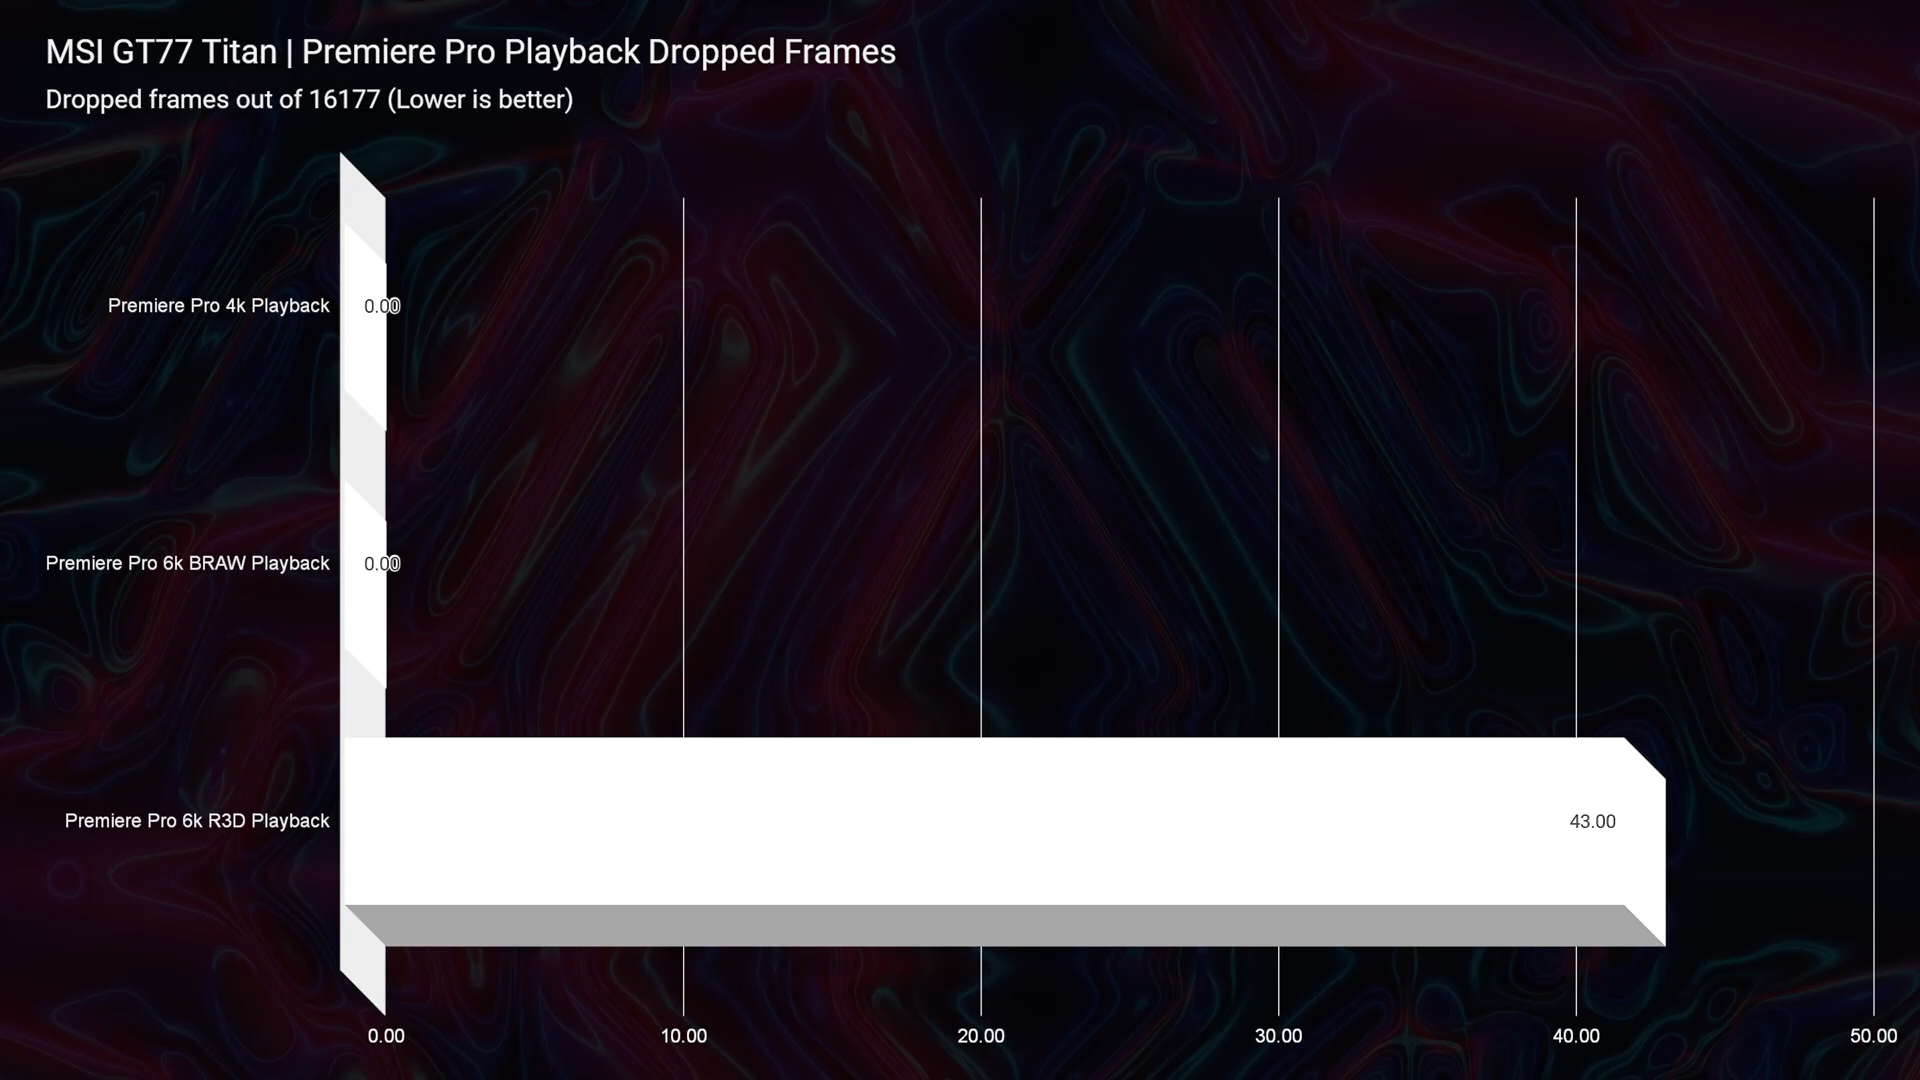 MSI GT77 Titan | Premiere Pro Playback Dropped Frames
Dropped frames out of 16177 (Lower is better)
Premiere Pro 4k Playback 0.00
Premiere Pro 6k BRAW Playback 0.00
Premiere Pro 6k R3D Playback 43.00
0.00 10.00 20.00 30.00 40.00 50.00